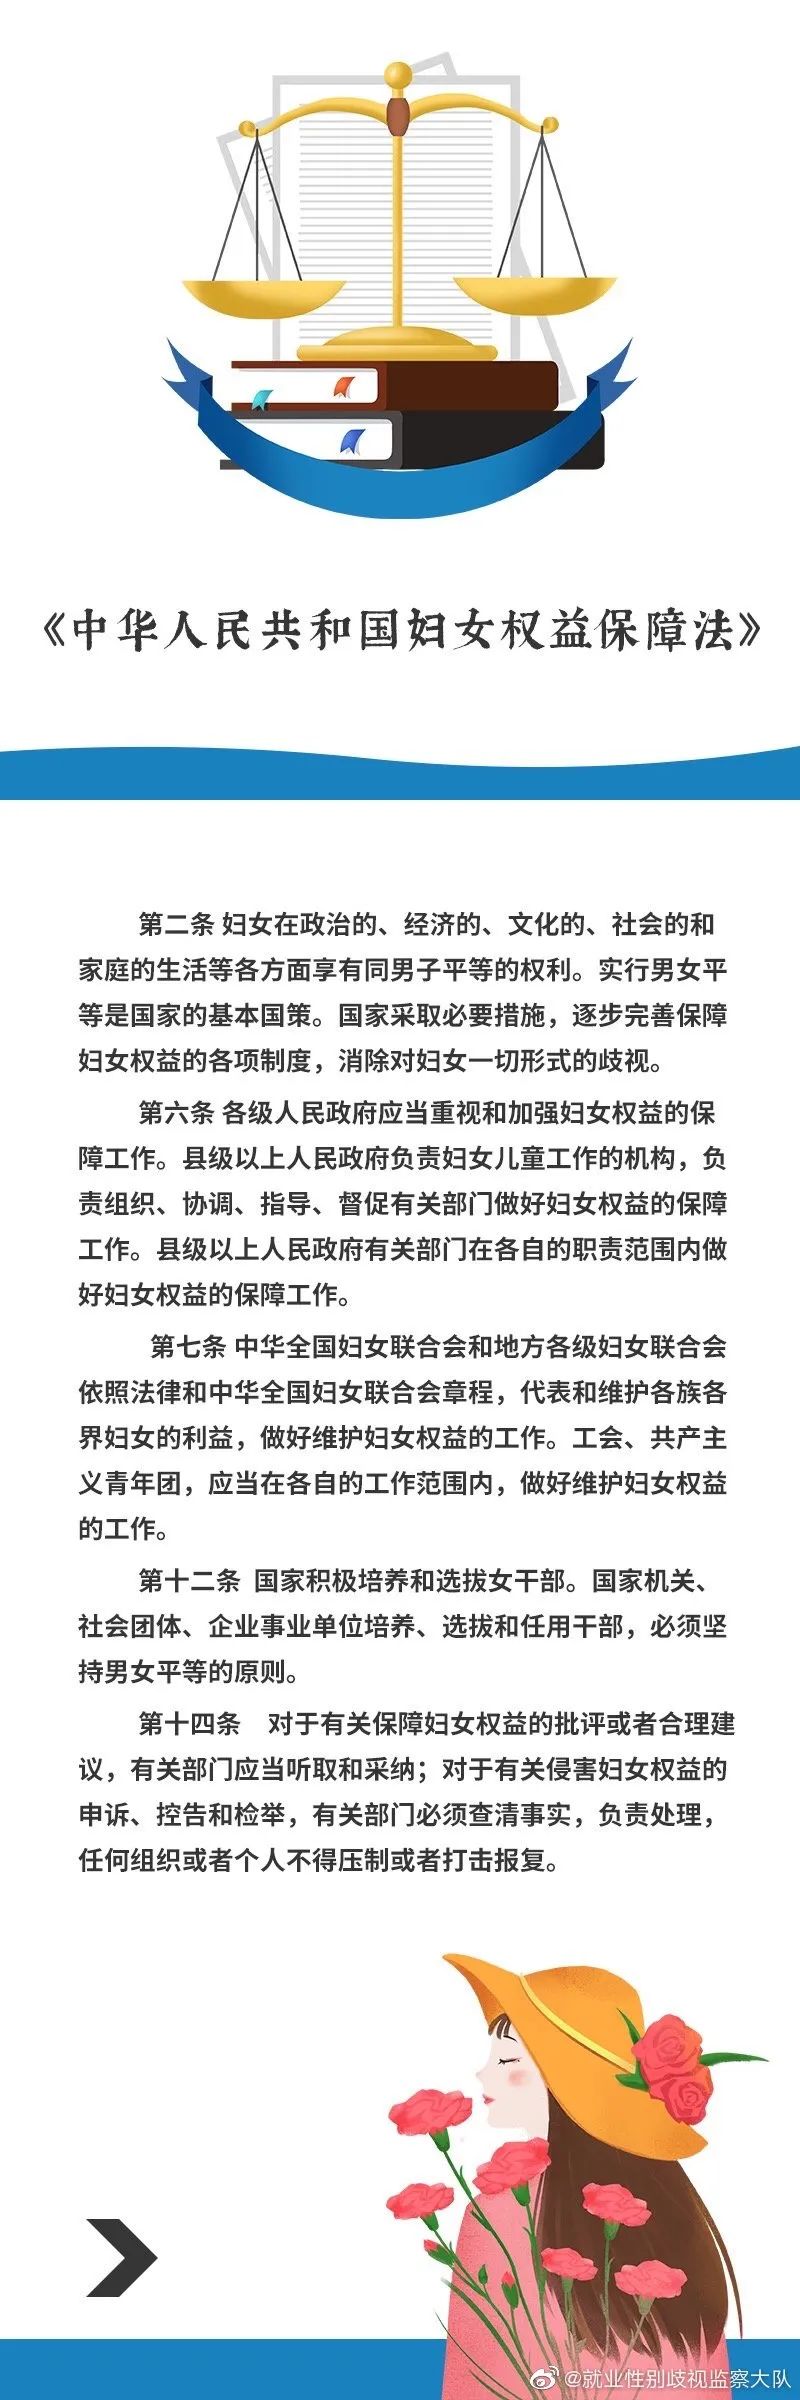 《中华人民共和国妇女权益保障法》
第二条 妇女在政治的、经济的、文化的、社会的和
家庭的生活等各方面享有同男子平等的权利。实行男女平
等是国家的基本国策。国家采取必要措施，逐步完善保障
妇女权益的各项制度，消除对妇女一切形式的歧视。
第六条 各级人民政府应当重视和加强妇女权益的保
障工作。县级以上人民政府负责妇女儿童工作的机构，负
责组织、协调、指导、督促有关部门做好妇女权益的保障
工作。县级以上人民政府有关部门在各自的职责范围内做
好妇女权益的保障工作。
第七条 中华全国妇女联合会和地方各级妇女联合会
依照法律和中华全国妇女联合会章程，代表和维护各族各
界妇女的利益，做好维护妇女权益的工作。工会、共产主
义青年团，应当在各自的工作范围内，做好维护妇女权益
的工作。
第十二条 国家积极培养和选拔女干部。国家机关、
社会团体、企业事业单位培养、选拔和任用干部，必须坚
持男女平等的原则。
第十四条 对于有关保障妇女权益的批评或者合理建
议，有关部门应当听取和采纳；对于有关侵害妇女权益的
申诉、控告和检举，有关部门必须查清事实，负责处理，
任何组织或者个人不得压制或者打击报复。
@就业性别歧视监察大队